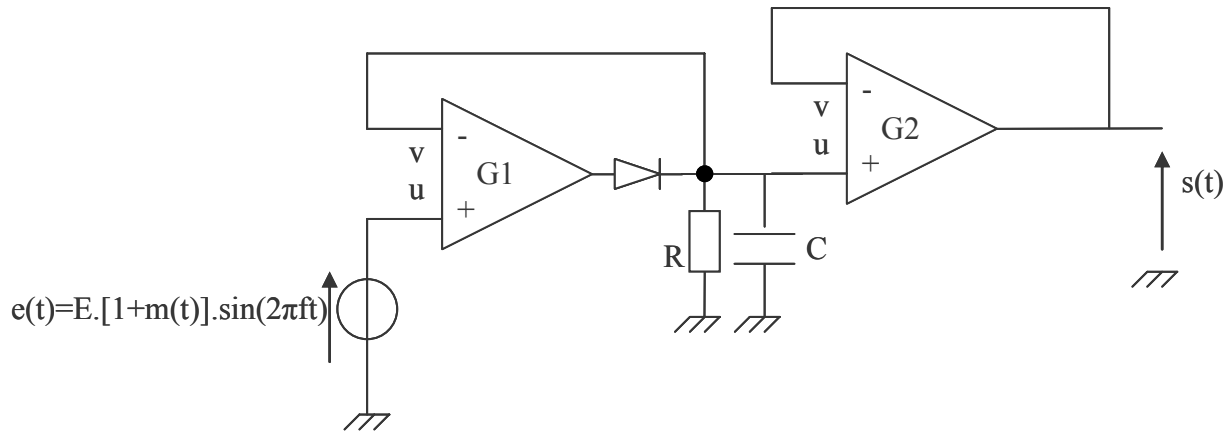 -
v
G1
u
+
-
v
G2
u
+
s(t)
R
C
e(t)=E.[1+m(t)].sin(2πft)